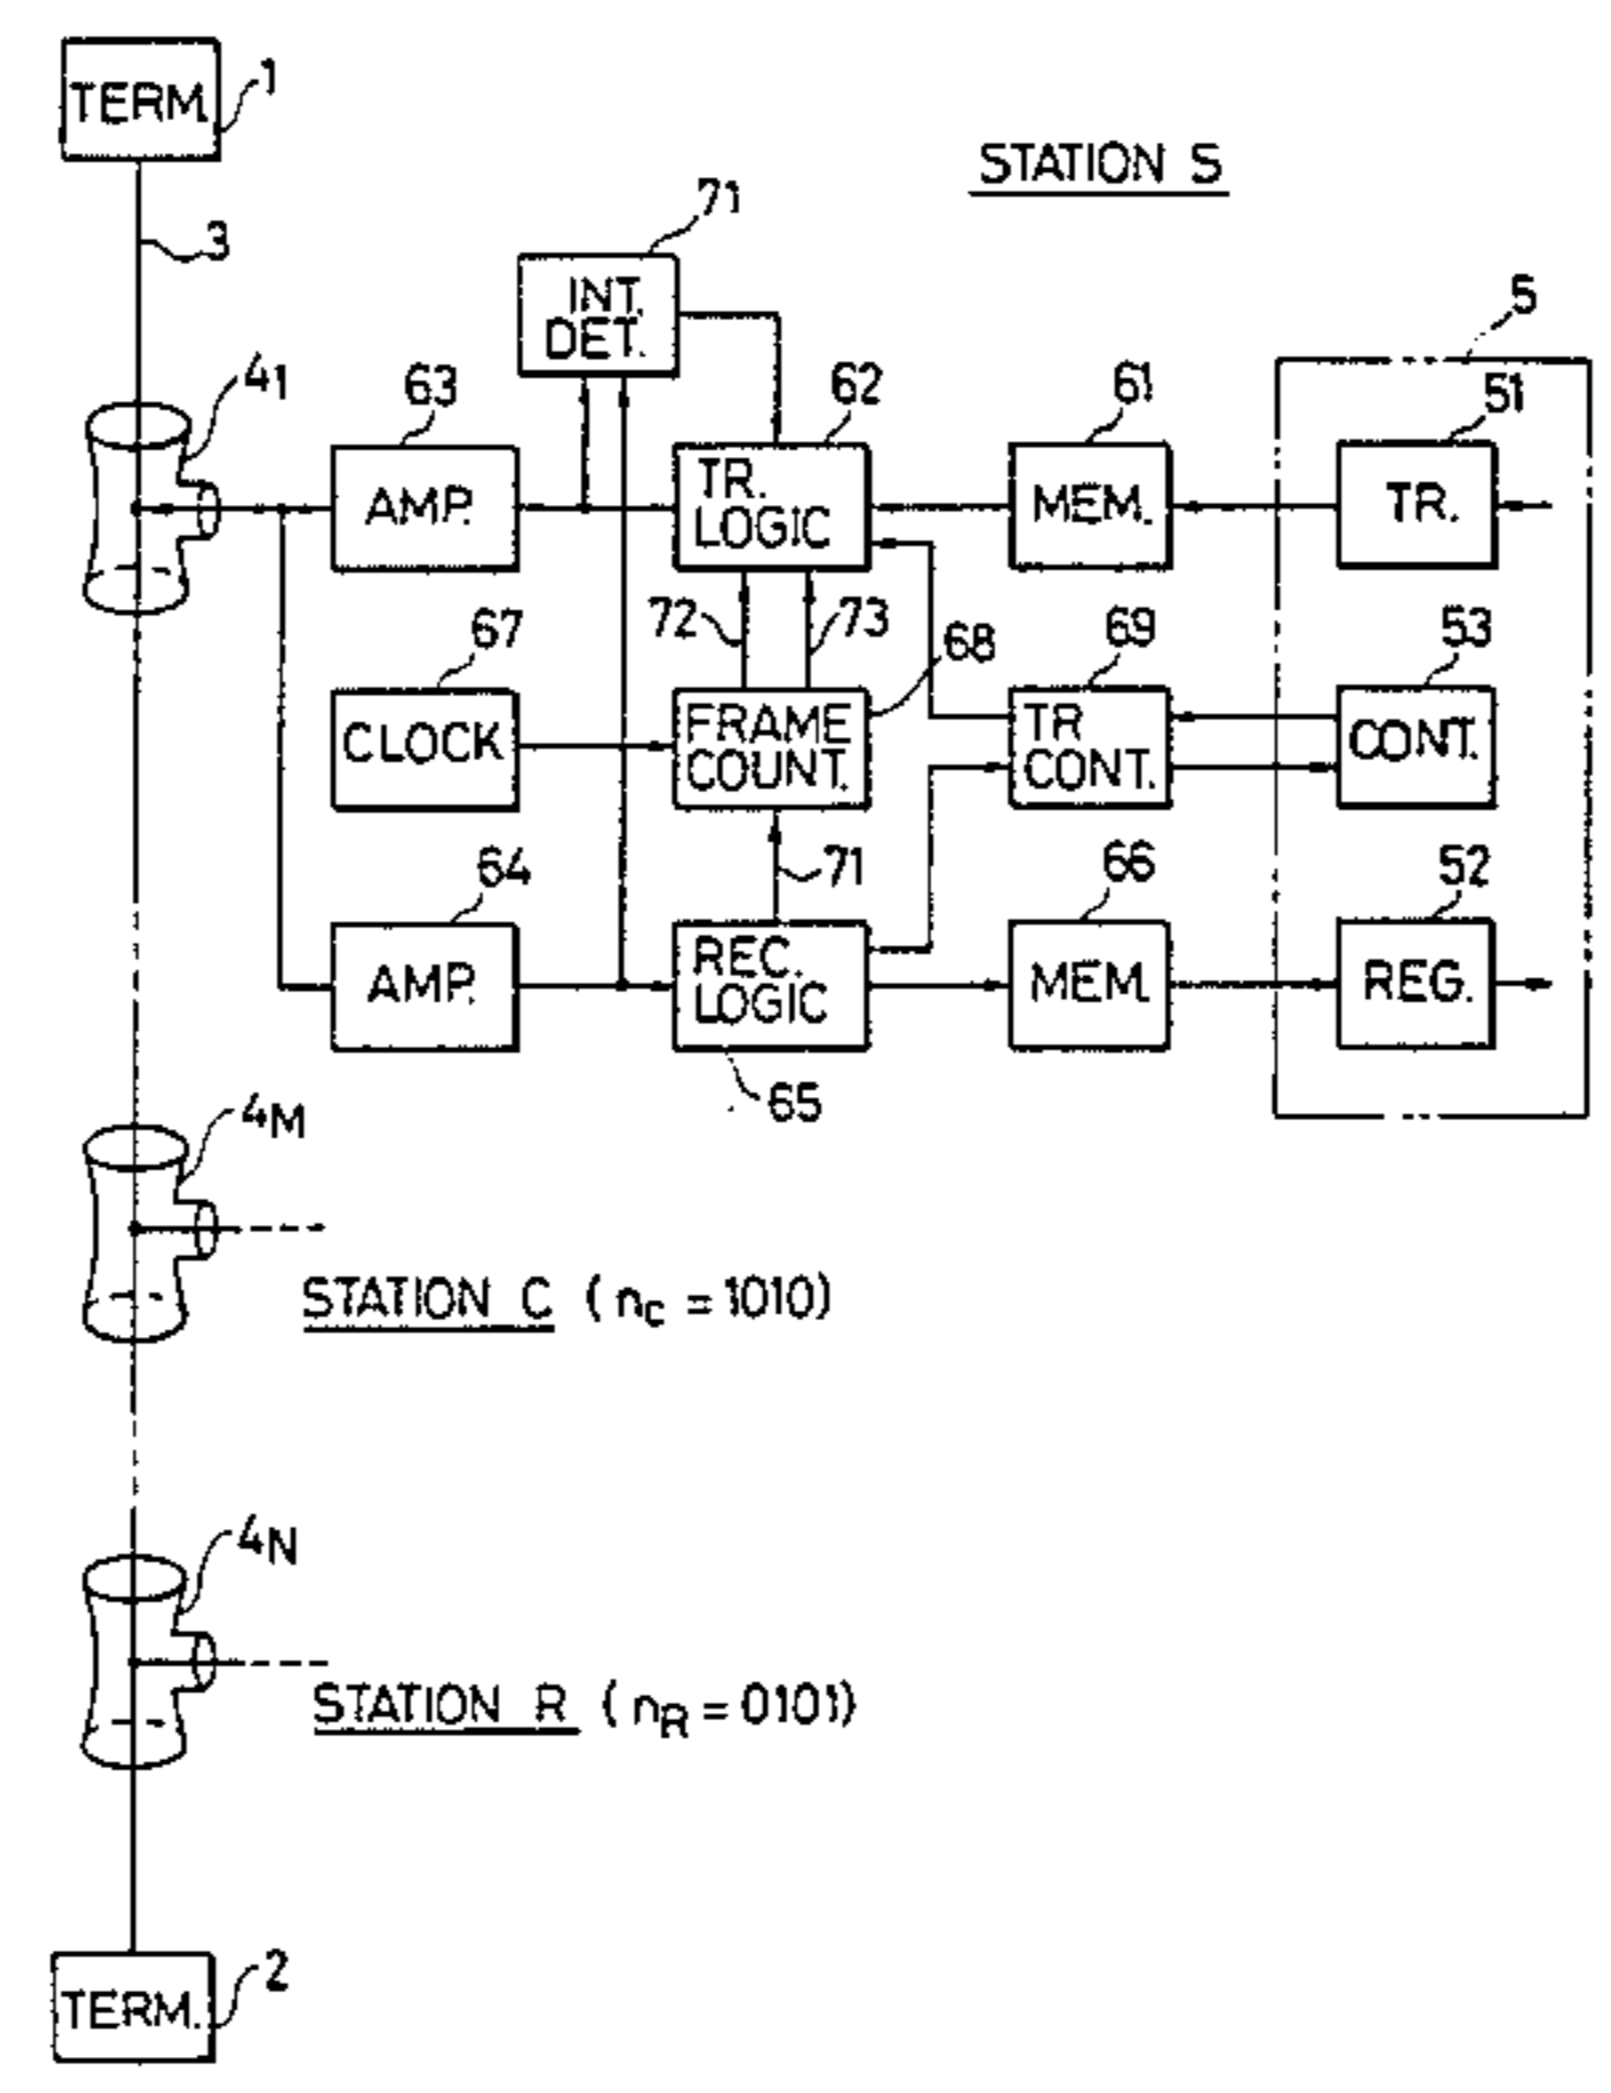 TERM.
1
STATION S
71
3
INT.
DET.
5
41
63
62
61
51
AMP.
TR.
LOGIC
MEM.
TR.
67
72
73
68
69
53
CLOCK
FRAME
COUNT.
TR
CONT.
CONT.
64
71
66
52
AMP.
REC.
LOGIC
MEM.
REG.
65
4M
STATION C (nc = 1010)
4N
STATION R (nR = 0101)
TERM.
2